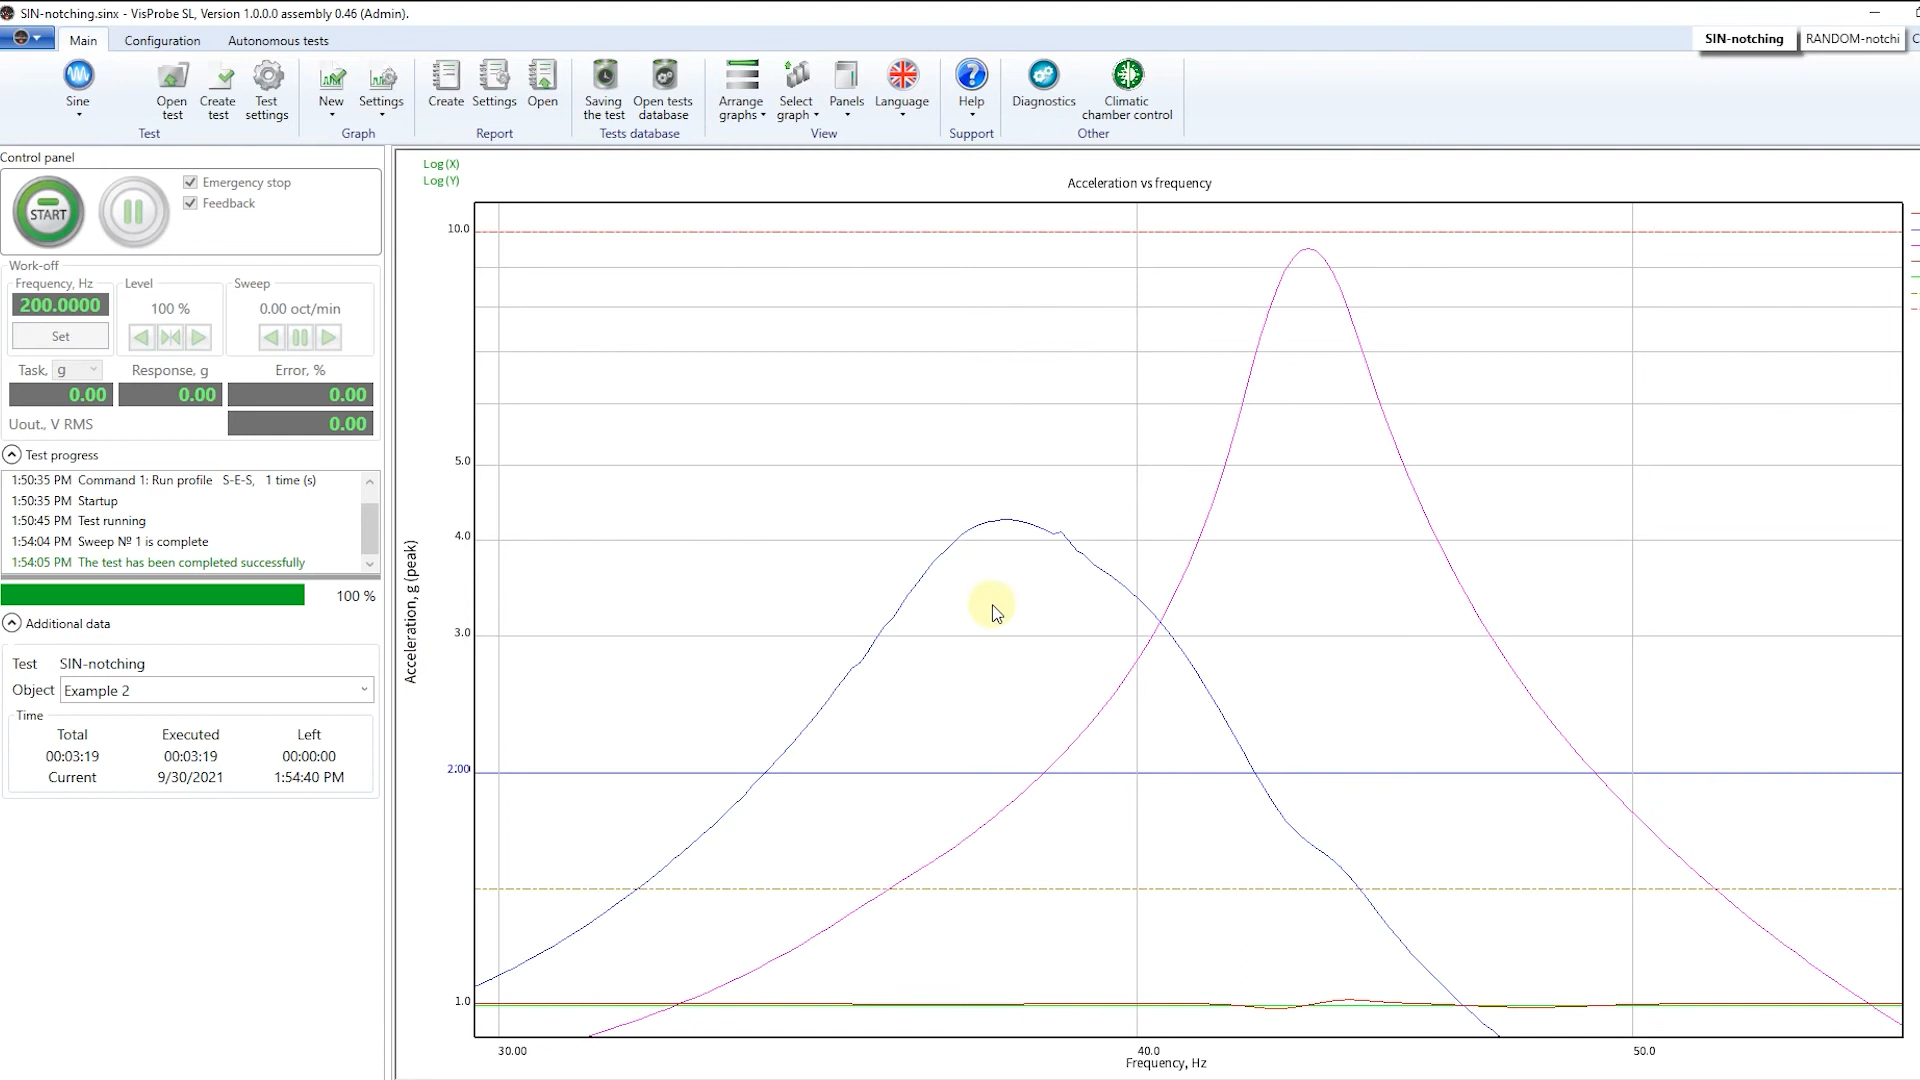 SIN-notching.sinx - VisProbe SL, Version 1.0.0.0 assembly 0.46 (Admin).
Main Configuration Autonomous tests
SIN-notching RANDOM-notchi
Sine
Open test
Create test
Test settings
Test
New
Settings
Graph
Create
Settings
Open
Report
Saving the test
Open tests database
Tests database
Arrange graphs
Select graph
Panels
Language
View
Help
Support
Diagnostics
Climatic chamber control
Other
Control panel
START
Emergency stop
Feedback
Work-off
Frequency, Hz Level Sweep
200.0000 100 % 0.00 oct/min
Set
Task, g Response, g Error, %
0.00 0.00 0.00
Uout., V RMS 0.00
Test progress
1:50:35 PM Command 1: Run profile S-E-S, 1 time (s)
1:50:35 PM Startup
1:50:45 PM Test running
1:54:04 PM Sweep № 1 is complete
1:54:05 PM The test has been completed successfully
100 %
Additional data
Test SIN-notching
Object Example 2
Time
Total Executed Left
00:03:19 00:03:19 00:00:00
Current 9/30/2021 1:54:40 PM
Log (X)
Log (Y)
Acceleration vs frequency
10.0
5.0
4.0
3.0
2.00
1.0
Acceleration, g (peak)
30.00 40.0 50.0
Frequency, Hz